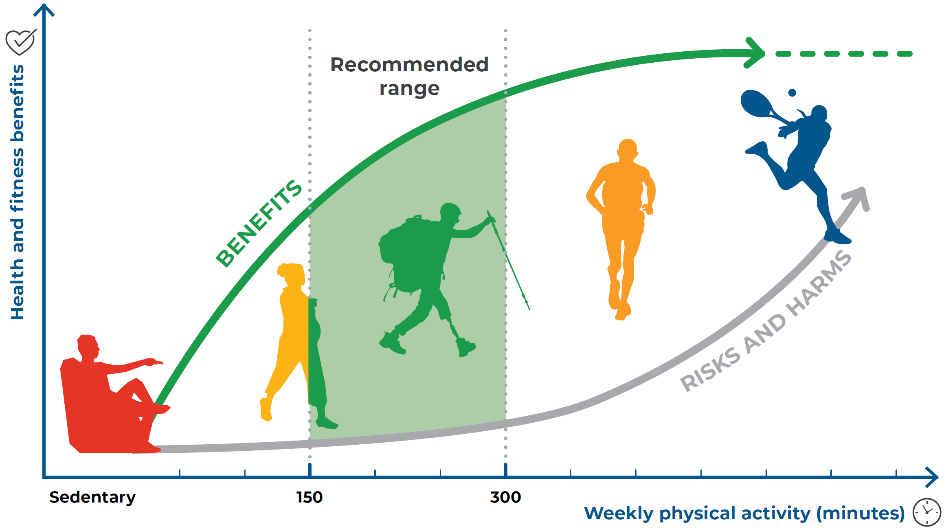 Health and fitness benefits
Recommended
range
BENEFITS
RISKS AND HARMS
Sedentary
150
300
Weekly physical activity (minutes)